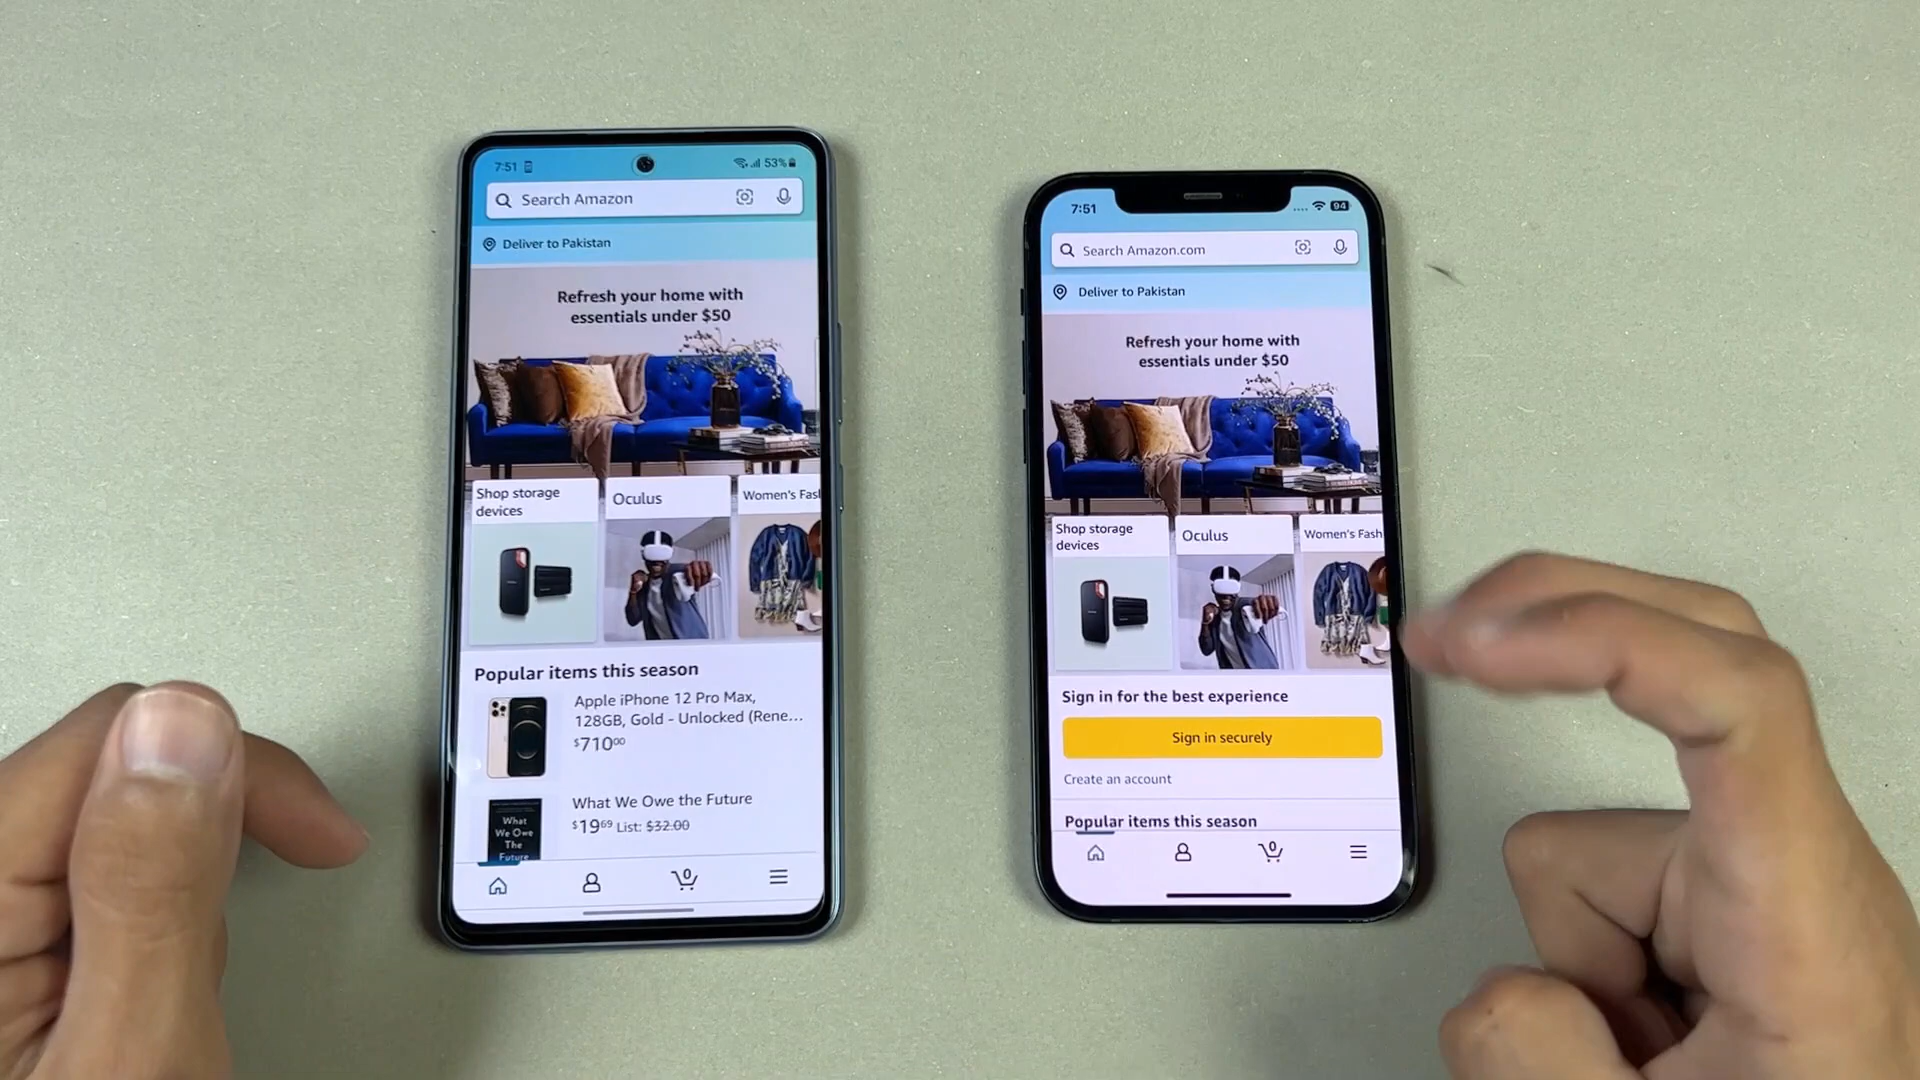 7:51
53%
Search Amazon
Deliver to Pakistan
Refresh your home with
essentials under $50
Shop storage
devices
Oculus
Women's Fas
Popular items this season
Apple iPhone 12 Pro Max,
128GB, Gold - Unlocked (Rene...
$710⁰⁰
What
We Owe
The
Future
What We Owe the Future
$19⁶⁹ List: $32.00
0
7:51
94
Search Amazon.com
Deliver to Pakistan
Refresh your home with
essentials under $50
Shop storage
devices
Oculus
Women's Fash
Sign in for the best experience
Sign in securely
Create an account
Popular items this season
0